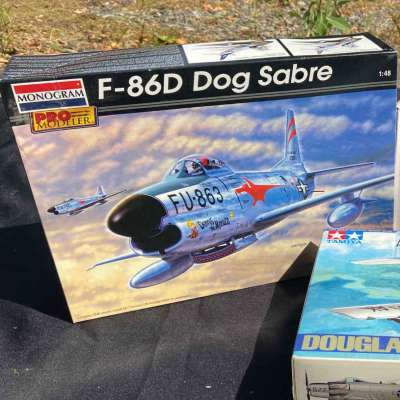 F-86D Dog Sabre
1:48
MONOGRAM
PRO
MODELER
FU-863
TAMIYA
DOUGLA